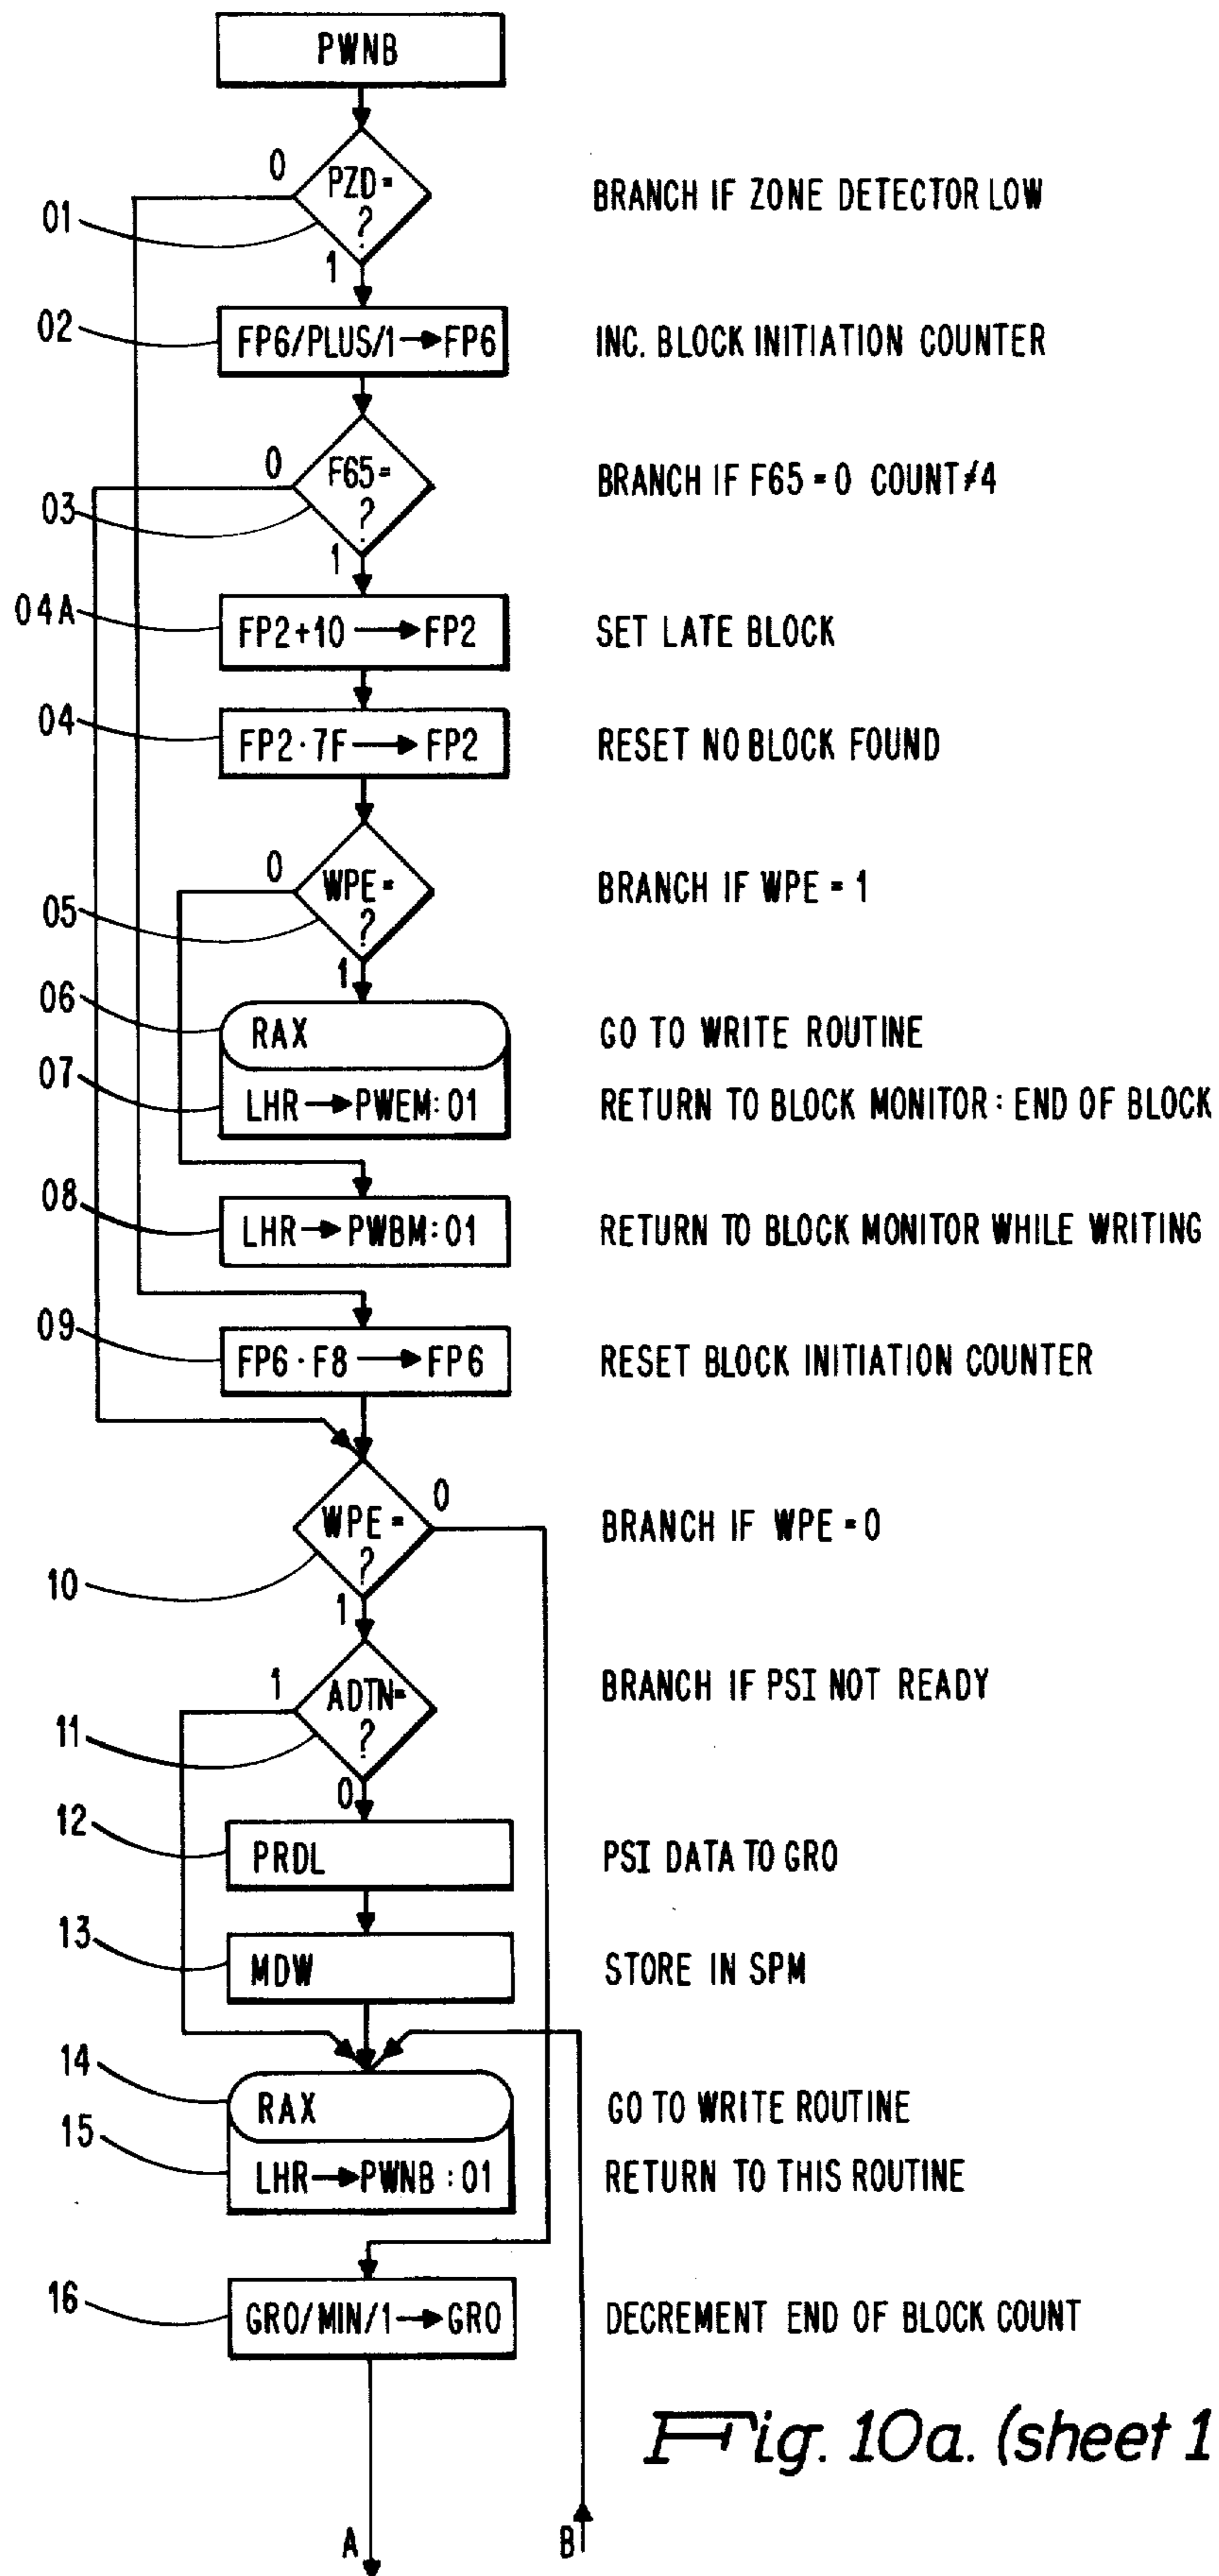 PWNB
0 PZD= BRANCH IF ZONE DETECTOR LOW
01 ?
1
02 FP6/PLUS/1→FP6 INC. BLOCK INITIATION COUNTER
0 F65= BRANCH IF F65=0 COUNT≠4
03 ?
1
04A FP2+10→FP2 SET LATE BLOCK
04 FP2·7F→FP2 RESET NO BLOCK FOUND
0 WPE= BRANCH IF WPE=1
05 ?
1
06 RAX GO TO WRITE ROUTINE
07 LHR→PWEM:01 RETURN TO BLOCK MONITOR: END OF BLOCK
08 LHR→PWBM:01 RETURN TO BLOCK MONITOR WHILE WRITING
09 FP6·F8→FP6 RESET BLOCK INITIATION COUNTER
WPE= 0 BRANCH IF WPE=0
10 ?
1
1 ADTN= BRANCH IF PSI NOT READY
11 ?
0
12 PRDL PSI DATA TO GRO
13 MDW STORE IN SPM
14 RAX GO TO WRITE ROUTINE
15 LHR→PWNB:01 RETURN TO THIS ROUTINE
16 GRO/MIN/1→GRO DECREMENT END OF BLOCK COUNT
Fig. 10a. (sheet 1
A B